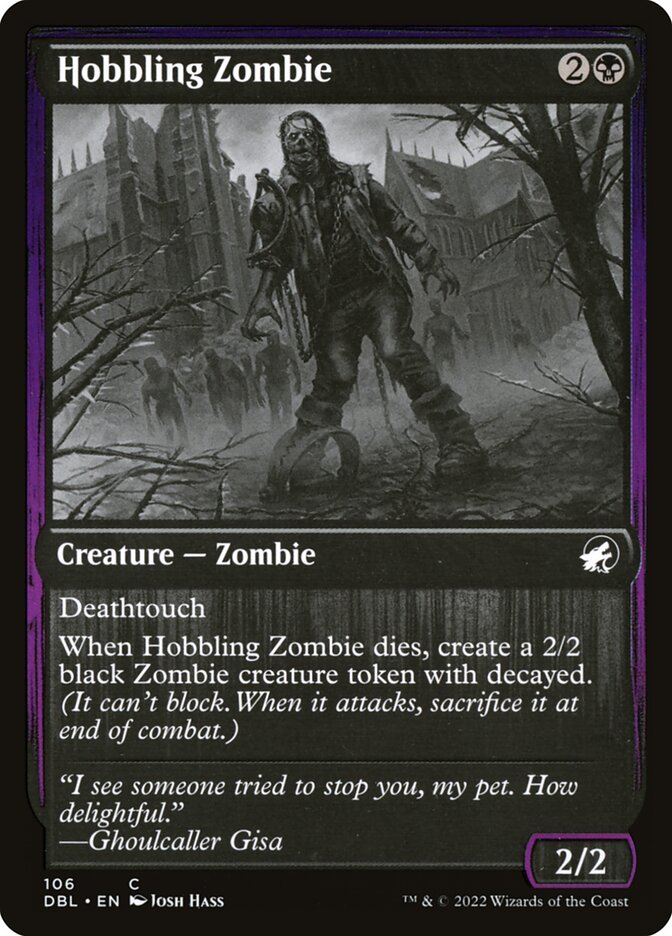 Hobbling Zombie 2
Creature — Zombie
Deathtouch
When Hobbling Zombie dies, create a 2/2
black Zombie creature token with decayed.
(It can't block. When it attacks, sacrifice it at
end of combat.)
“I see someone tried to stop you, my pet. How
delightful.”
—Ghoulcaller Gisa
2/2
106 C
DBL • EN Josh Hass ™ & © 2022 Wizards of the Coast